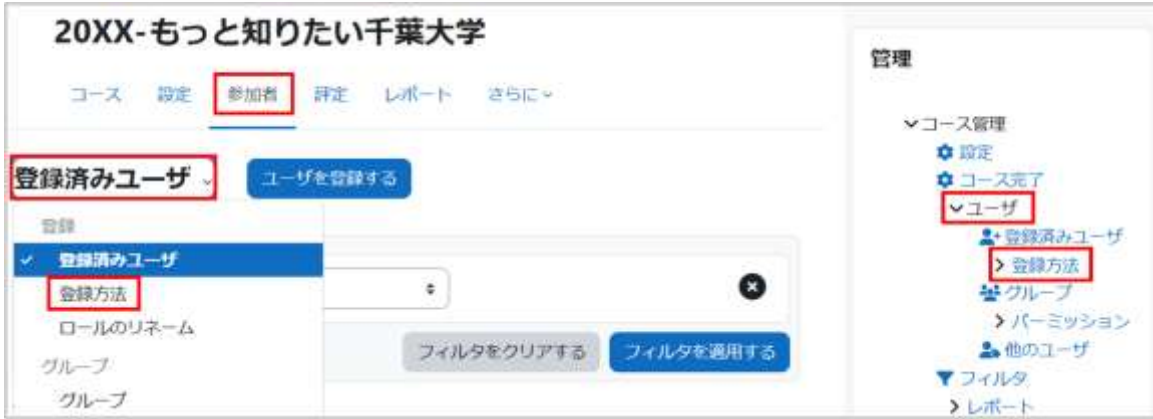 20XX-もっと知りたい千葉大学
コース 設定 参加者 評定 レポート さらに
登録済みユーザ
ユーザを登録する
登録
登録済みユーザ
登録方法
ロールのリネーム
グループ
グループ
フィルタをクリアする
フィルタを適用する
管理
コース管理
設定
コース完了
ユーザ
登録済みユーザ
登録方法
グループ
パーミッション
他のユーザ
フィルタ
レポート